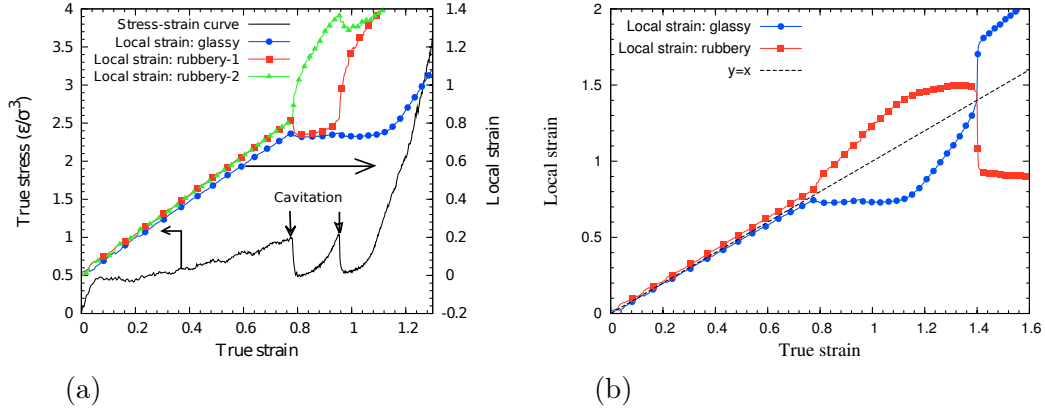 Stress-strain curve
Local strain: glassy
Local strain: rubbery-1
Local strain: rubbery-2
Cavitation
True stress (ε/σ³)
4
3.5
3
2.5
2
1.5
1
0.5
0
Local strain
1.4
1.2
1
0.8
0.6
0.4
0.2
0
-0.2
0 0.2 0.4 0.6 0.8 1 1.2
True strain
(a)
Local strain: glassy
Local strain: rubbery
y=x
Local strain
2
1.5
1
0.5
0
0 0.2 0.4 0.6 0.8 1 1.2 1.4 1.6
True strain
(b)